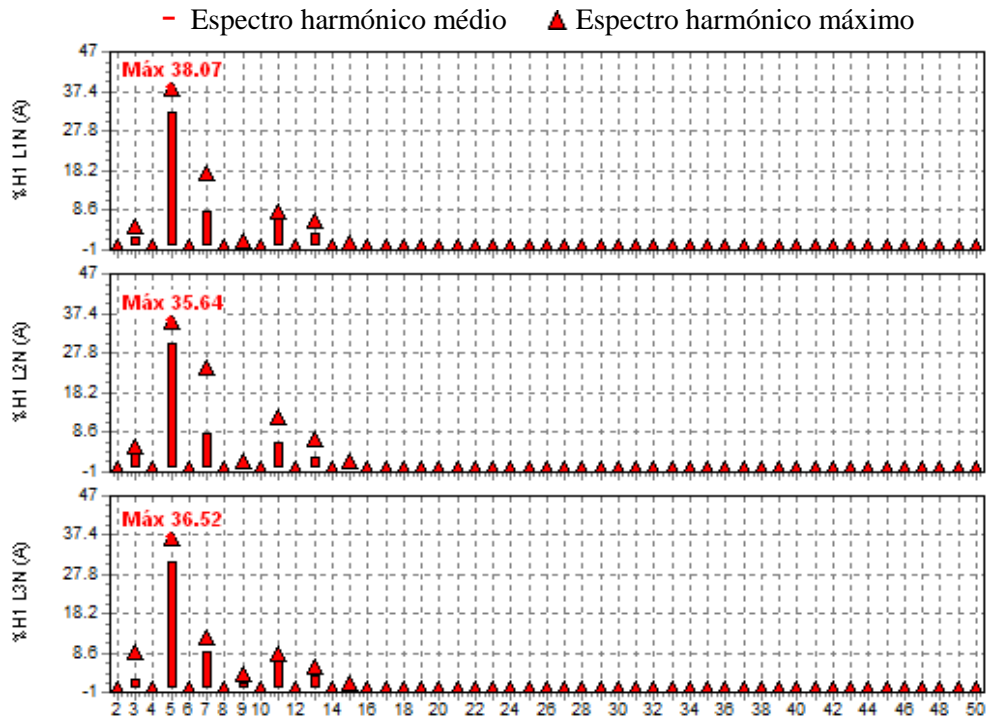 Espectro harmónico médio Espectro harmónico máximo
%H1 L1N (A)
47
37.4
27.8
18.2
8.6
-1
Máx 38.07
%H1 L2N (A)
47
37.4
27.8
18.2
8.6
-1
Máx 35.64
%H1 L3N (A)
47
37.4
27.8
18.2
8.6
-1
Máx 36.52
2 3 4 5 6 7 8 9 10 12 14 16 18 20 22 24 26 28 30 32 34 36 38 40 42 44 46 48 50